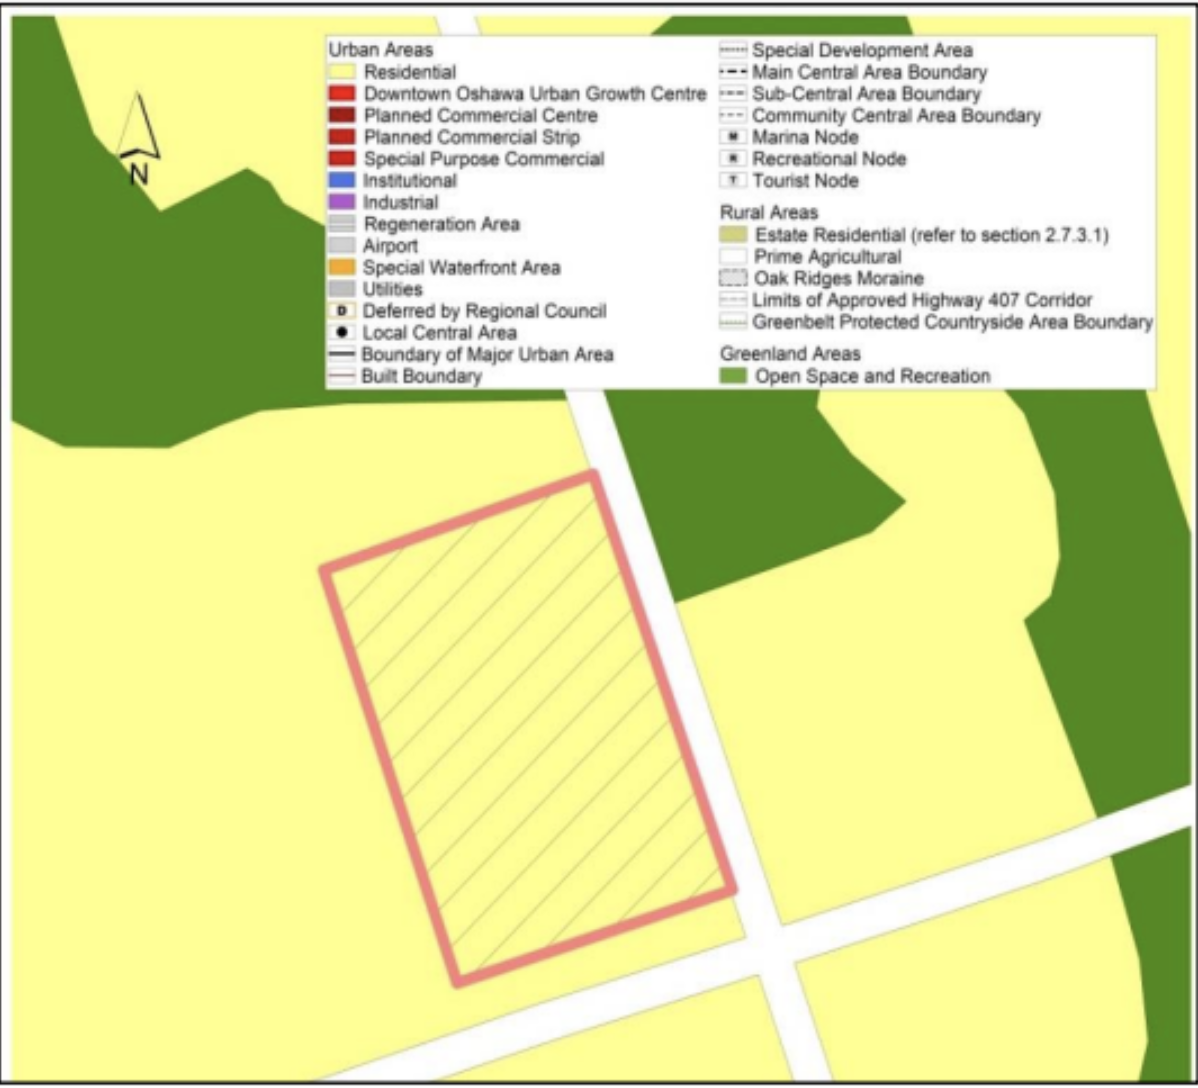 N
Urban Areas
Residential
Downtown Oshawa Urban Growth Centre
Planned Commercial Centre
Planned Commercial Strip
Special Purpose Commercial
Institutional
Industrial
Regeneration Area
Airport
Special Waterfront Area
Utilities
D Deferred by Regional Council
Local Central Area
Boundary of Major Urban Area
Built Boundary
Special Development Area
Main Central Area Boundary
Sub-Central Area Boundary
Community Central Area Boundary
M Marina Node
R Recreational Node
T Tourist Node
Rural Areas
Estate Residential (refer to section 2.7.3.1)
Prime Agricultural
Oak Ridges Moraine
Limits of Approved Highway 407 Corridor
Greenbelt Protected Countryside Area Boundary
Greenland Areas
Open Space and Recreation